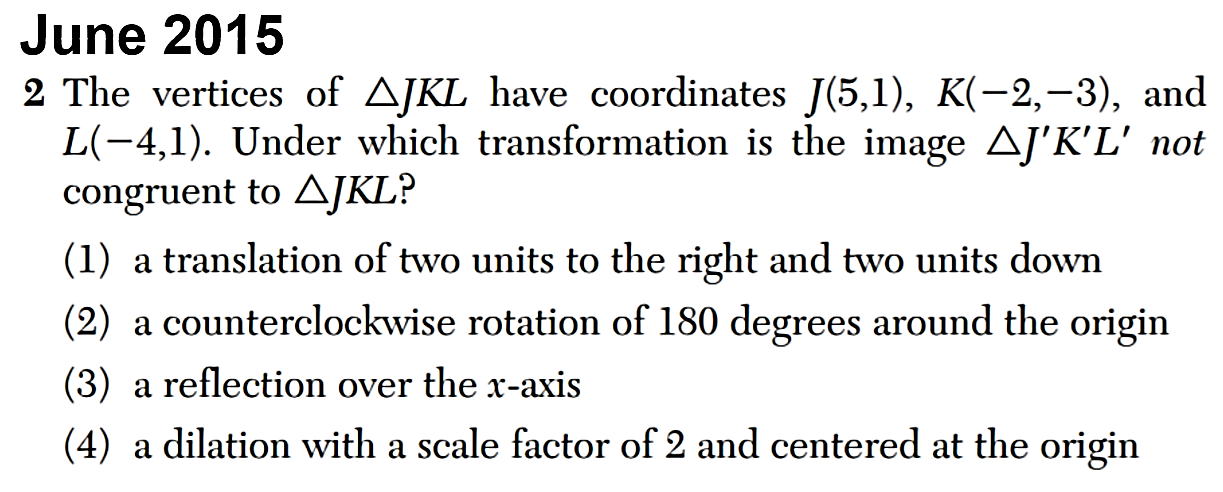 June 2015
2 The vertices of △JKL have coordinates J(5,1), K(−2,−3), and
L(−4,1). Under which transformation is the image △J′K′L′ not
congruent to △JKL?
(1) a translation of two units to the right and two units down
(2) a counterclockwise rotation of 180 degrees around the origin
(3) a reflection over the x-axis
(4) a dilation with a scale factor of 2 and centered at the origin